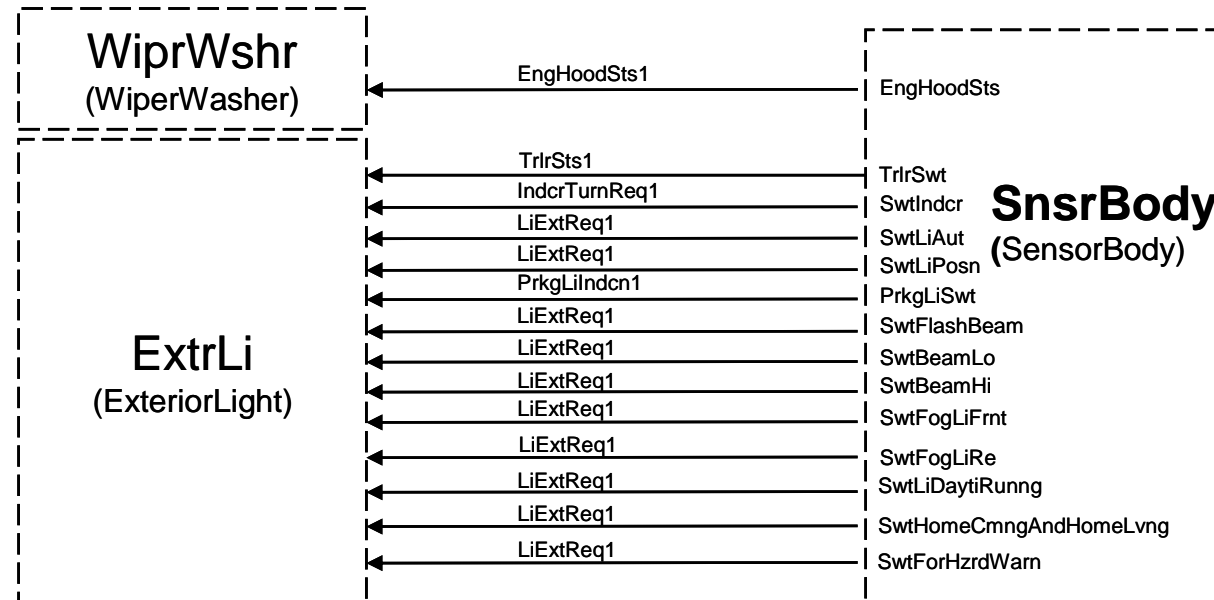 WiprWshr
(WiperWasher)
EngHoodSts1
EngHoodSts
TrlrSts1
TrlrSwt
IndcrTurnReq1
SwtIndcr
SnsrBody
(SensorBody)
LiExtReq1
SwtLiAut
LiExtReq1
SwtLiPosn
PrkgLiIndcn1
PrkgLiSwt
LiExtReq1
SwtFlashBeam
ExtrLi
(ExteriorLight)
LiExtReq1
SwtBeamLo
LiExtReq1
SwtBeamHi
LiExtReq1
SwtFogLiFrnt
LiExtReq1
SwtFogLiRe
LiExtReq1
SwtLiDaytiRunng
LiExtReq1
SwtHomeCmngAndHomeLvng
LiExtReq1
SwtForHzrdWarn